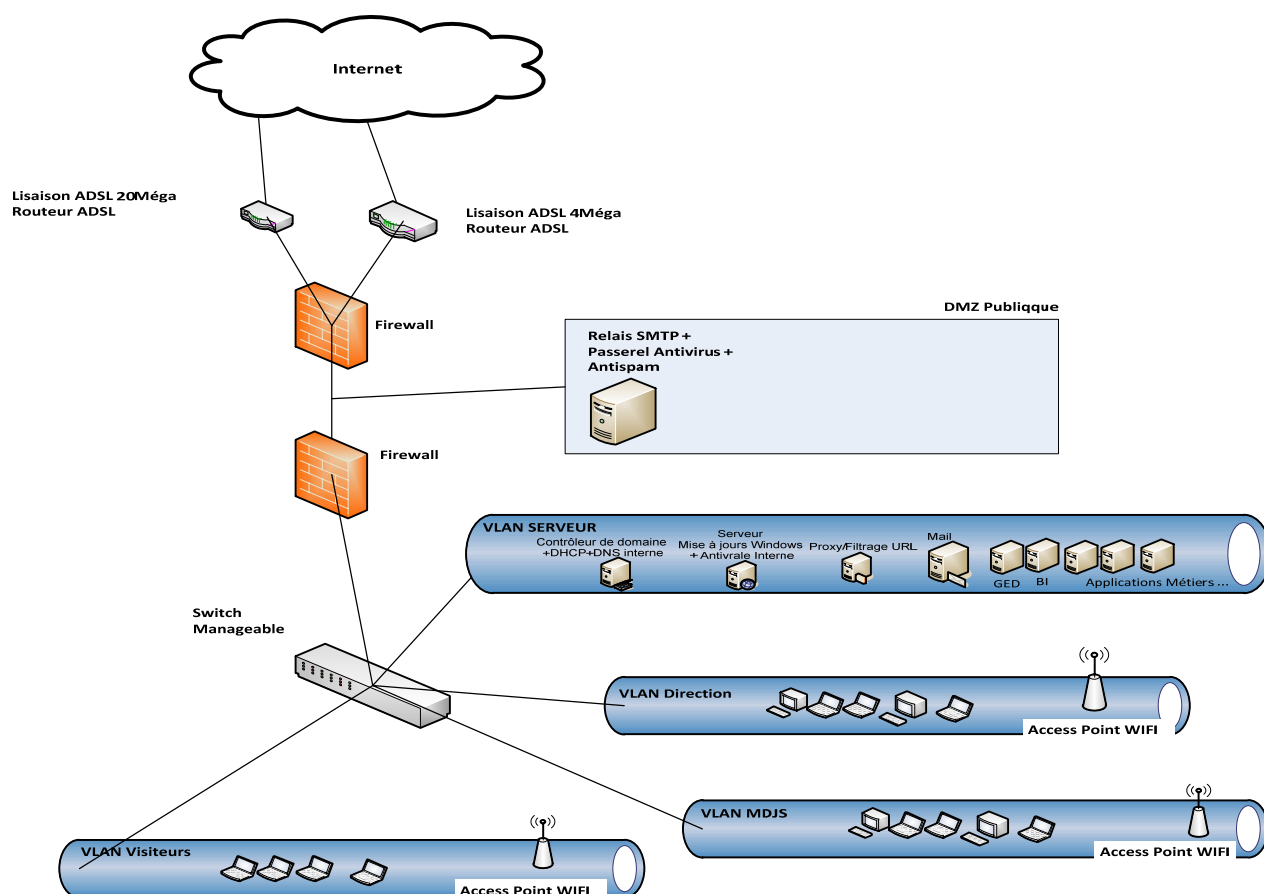 Internet
Lisaison ADSL 20Méga
Routeur ADSL
Lisaison ADSL 4Méga
Routeur ADSL
Firewall
DMZ Publiqque
Relais SMTP +
Passerel Antivirus +
Antispam
Firewall
VLAN SERVEUR
Contrôleur de domaine
+DHCP+DNS interne
Serveur
Mise à jours Windows
+ Antivrale Interne
Proxy/Filtrage URL
Mail
GED
BI
Applications Métiers ...
Switch
Manageable
VLAN Direction
Access Point WIFI
VLAN MDJS
Access Point WIFI
VLAN Visiteurs
Access Point WIFI